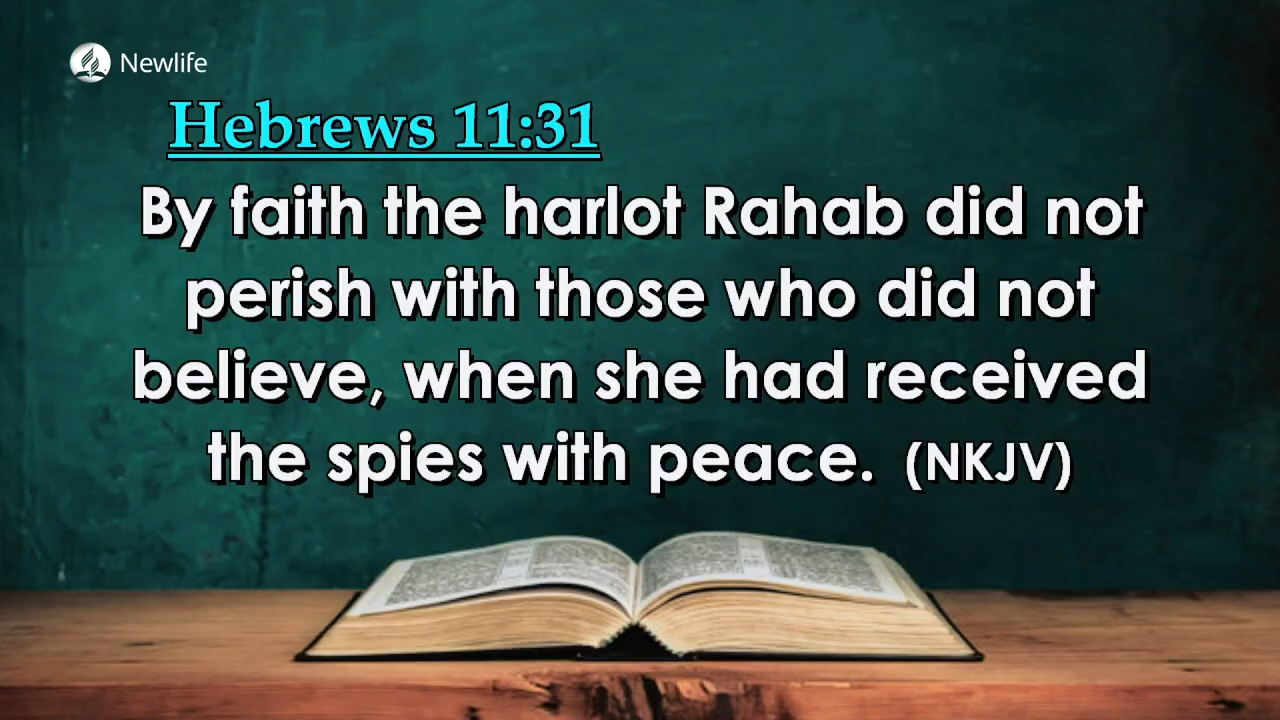 Newlife
Hebrews 11:31
By faith the harlot Rahab did not
perish with those who did not
believe, when she had received
the spies with peace. (NKJV)